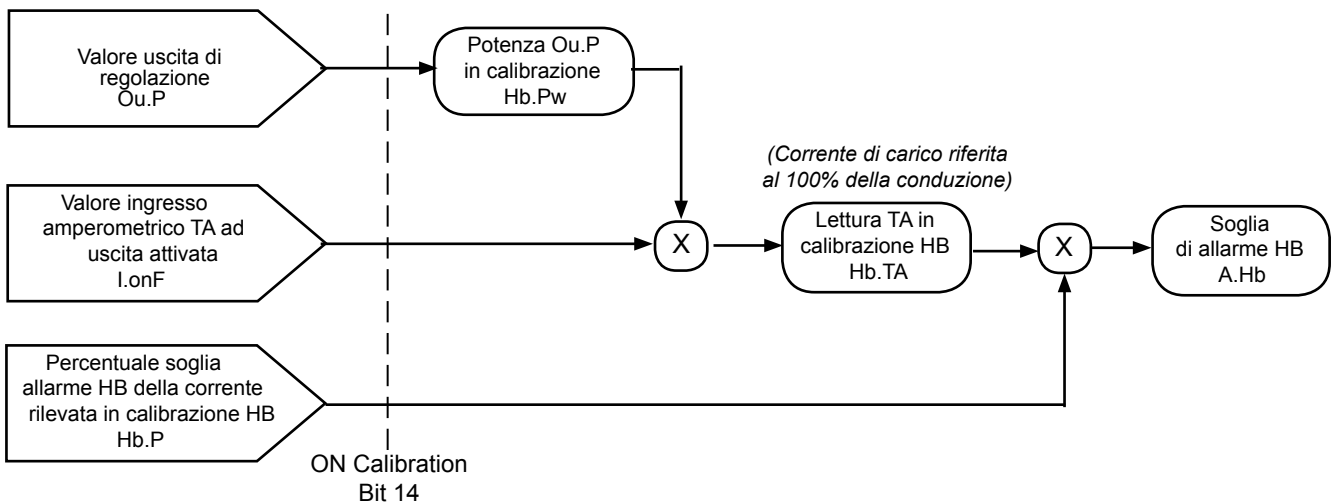 Valore uscita di
regolazione
Ou.P
Potenza Ou.P
in calibrazione
Hb.Pw
(Corrente di carico riferita
al 100% della conduzione)
Valore ingresso
amperometrico TA ad
uscita attivata
I.onF
X
Lettura TA in
calibrazione HB
Hb.TA
X
Soglia
di allarme HB
A.Hb
Percentuale soglia
allarme HB della corrente
rilevata in calibrazione HB
Hb.P
ON Calibration
Bit 14